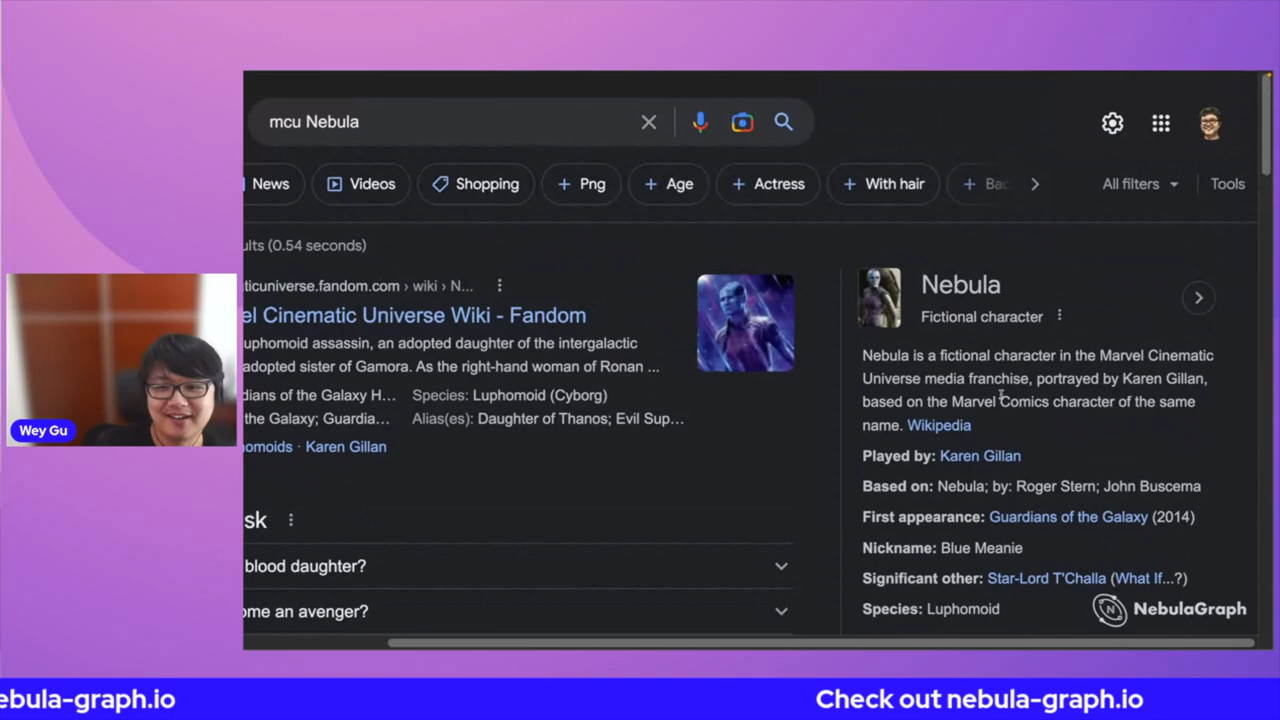 mcu Nebula
News
Videos
Shopping
+ Png
+ Age
+ Actress
+ With hair
+ Bac
All filters
Tools
ults (0.54 seconds)
aticuniverse.fandom.com › wiki › N...
el Cinematic Universe Wiki - Fandom
uphomoid assassin, an adopted daughter of the intergalactic
adopted sister of Gamora. As the right-hand woman of Ronan ...
dians of the Galaxy H... Species: Luphomoid (Cyborg)
the Galaxy; Guardia... Alias(es): Daughter of Thanos; Evil Sup...
homoids · Karen Gillan
sk
blood daughter?
ome an avenger?
Nebula
Fictional character
Nebula is a fictional character in the Marvel Cinematic
Universe media franchise, portrayed by Karen Gillan,
based on the Marvel Comics character of the same
name. Wikipedia
Played by: Karen Gillan
Based on: Nebula; by: Roger Stern; John Buscema
First appearance: Guardians of the Galaxy (2014)
Nickname: Blue Meanie
Significant other: Star-Lord T'Challa (What If...?)
Species: Luphomoid
NebulaGraph
Wey Gu
ebula-graph.io
Check out nebula-graph.io